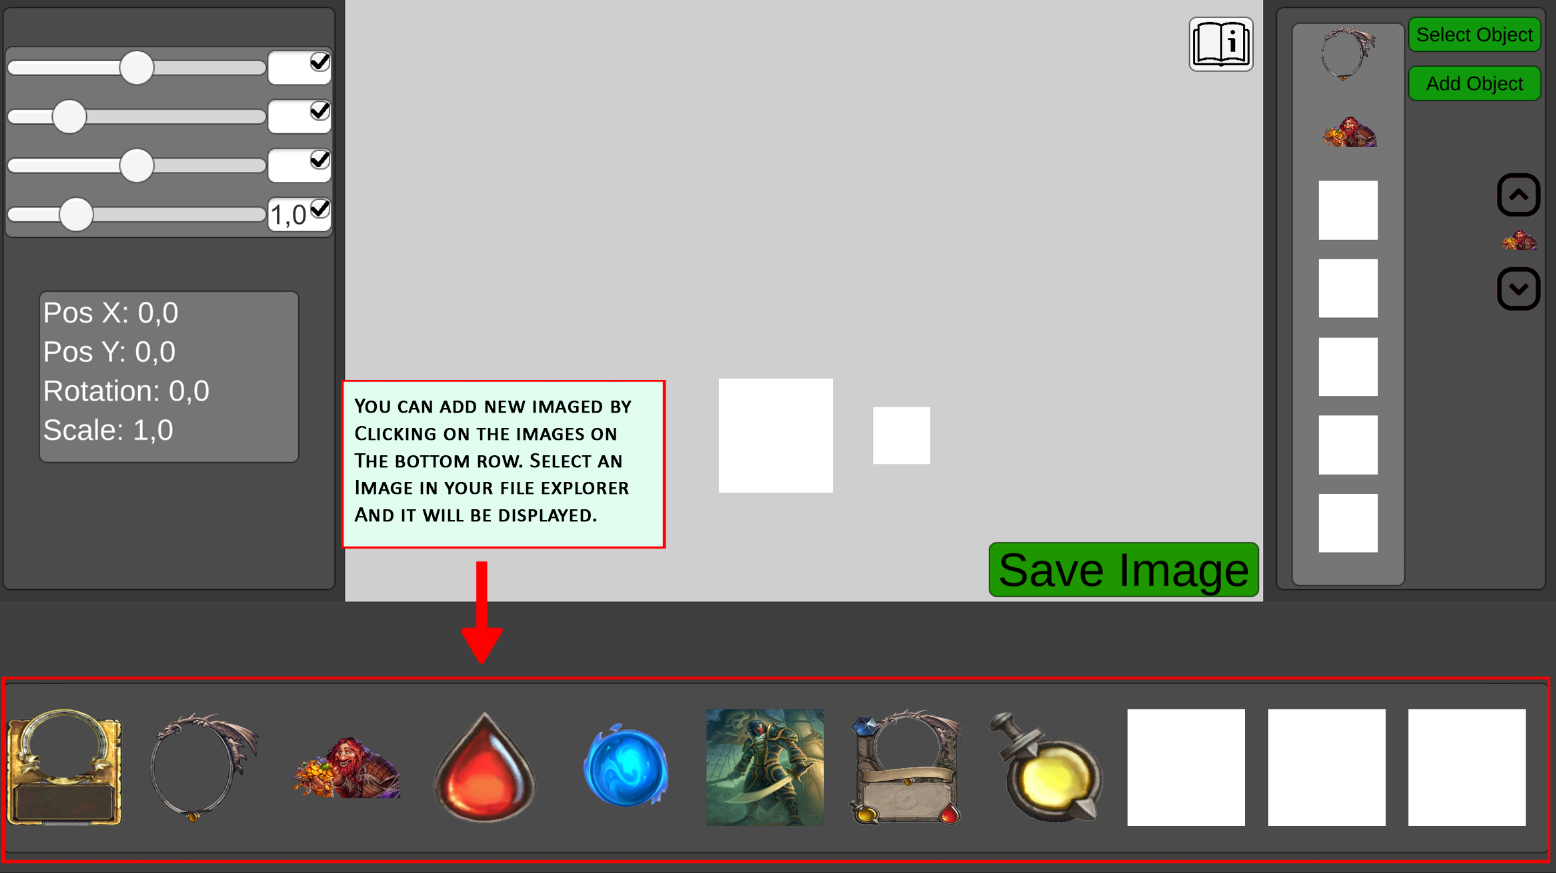 1,0
Pos X: 0,0
Pos Y: 0,0
Rotation: 0,0
Scale: 1,0
You can add new imaged by
Clicking on the images on
The bottom row. Select an
Image in your file explorer
And it will be displayed.
Save Image
i
Select Object
Add Object